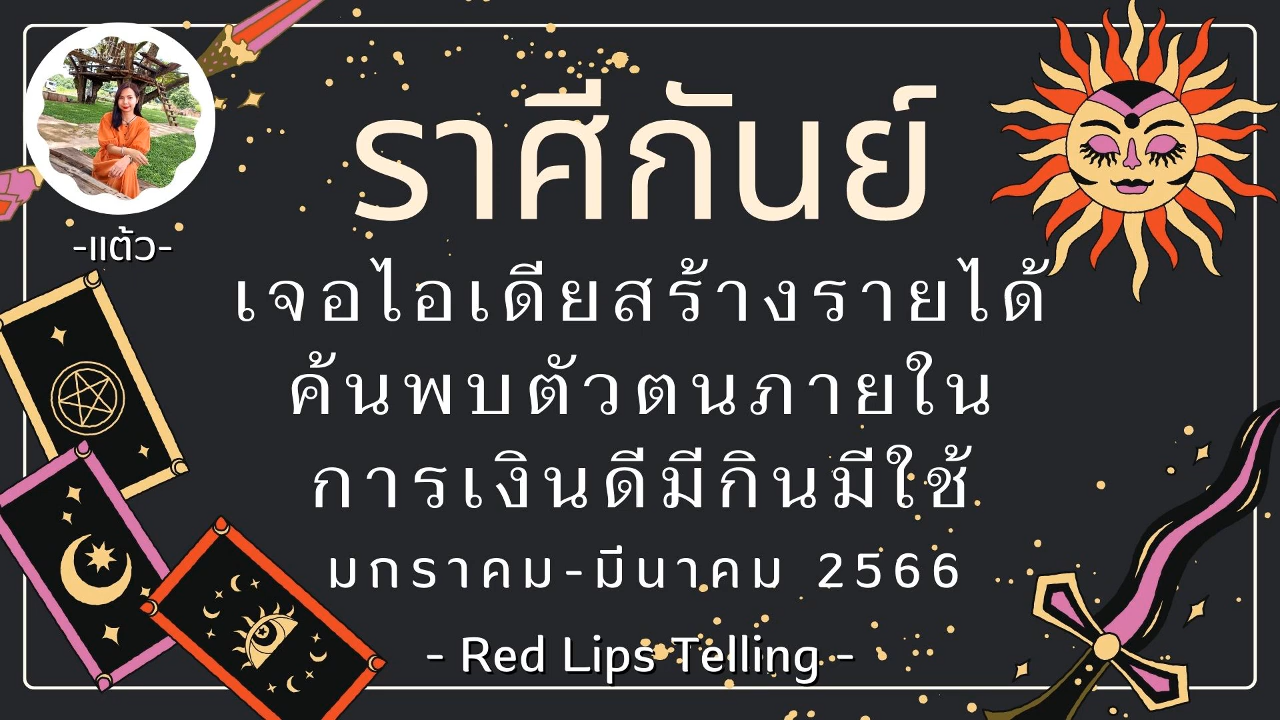 ราศีกันย์
-แต้ว-
เจอไอเดียสร้างรายได้
ค้นพบตัวตนภายใน
การเงินดีมีกินมีใช้
มกราคม-มีนาคม 2566
- Red Lips Telling -